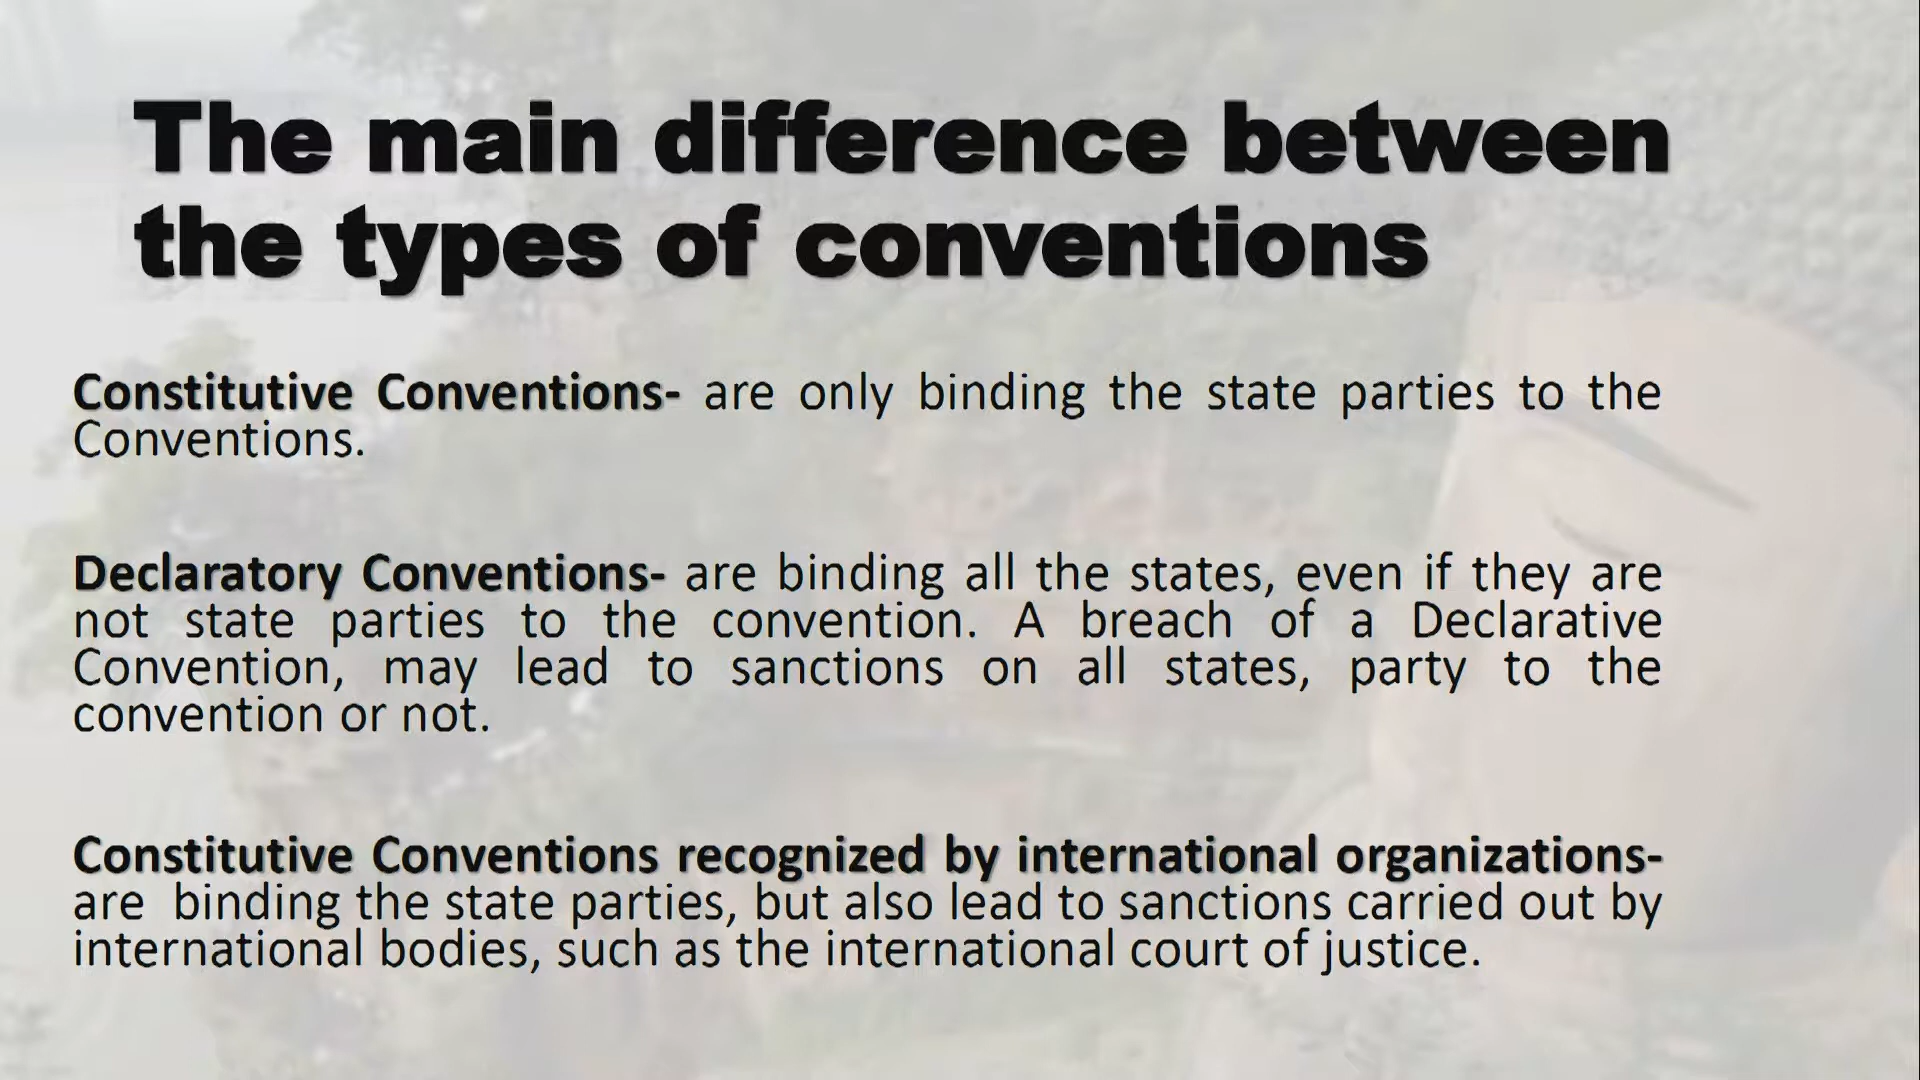 The main difference between
the types of conventions
Constitutive Conventions- are only binding the state parties to the
Conventions.
Declaratory Conventions- are binding all the states, even if they are
not state parties to the convention. A breach of a Declarative
Convention, may lead to sanctions on all states, party to the
convention or not.
Constitutive Conventions recognized by international organizations-
are binding the state parties, but also lead to sanctions carried out by
international bodies, such as the international court of justice.